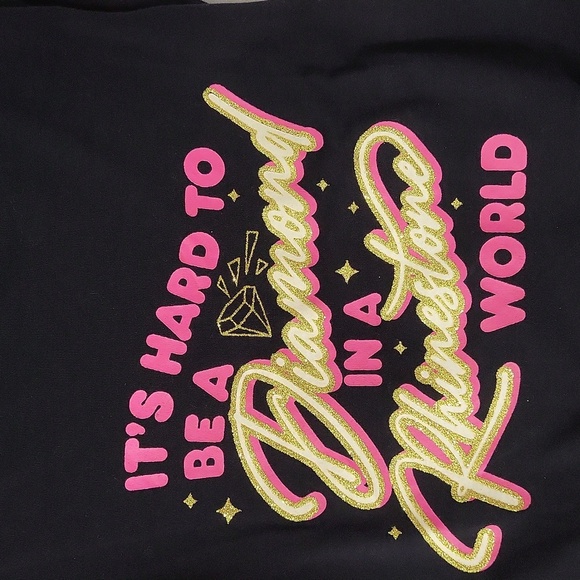 IT'S HARD TO
BE A
Diamond
IN A
Rhinestone
WORLD